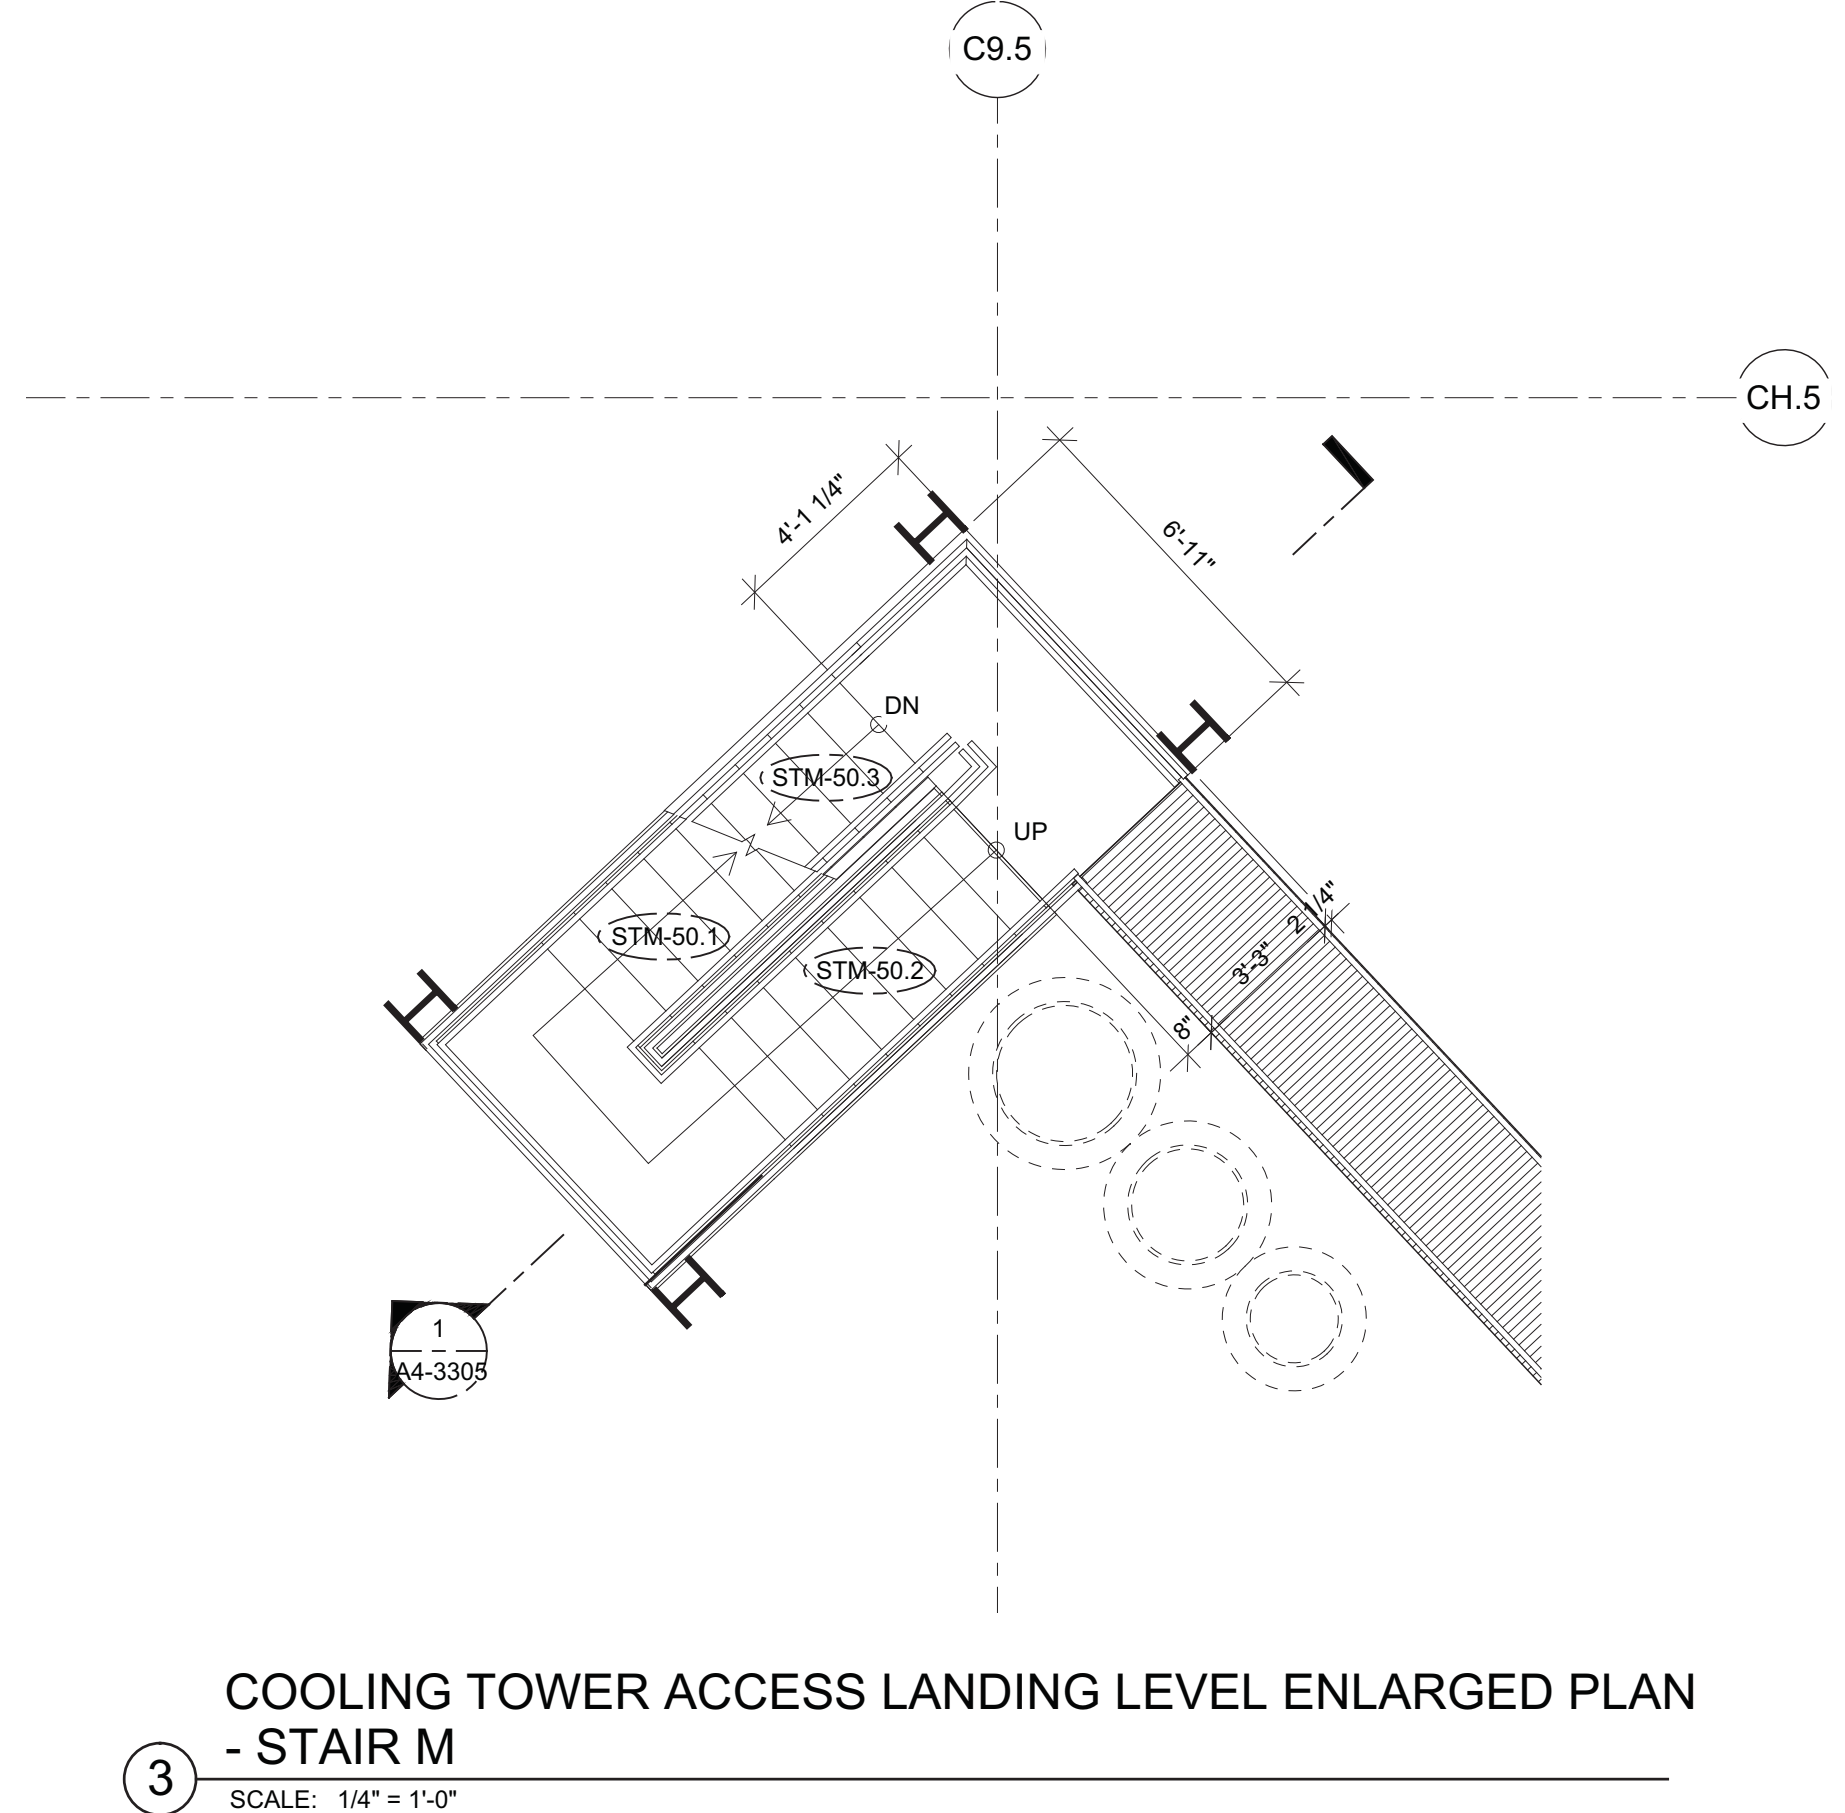 C9.5
CH.5
4'-1 1/4"
6'-11"
DN
STM-50.3
UP
2 1/4"
STM-50.1
3'-3"
STM-50.2
8"
1
A4-3305
COOLING TOWER ACCESS LANDING LEVEL ENLARGED PLAN
- STAIR M
3
SCALE: 1/4" = 1'-0"